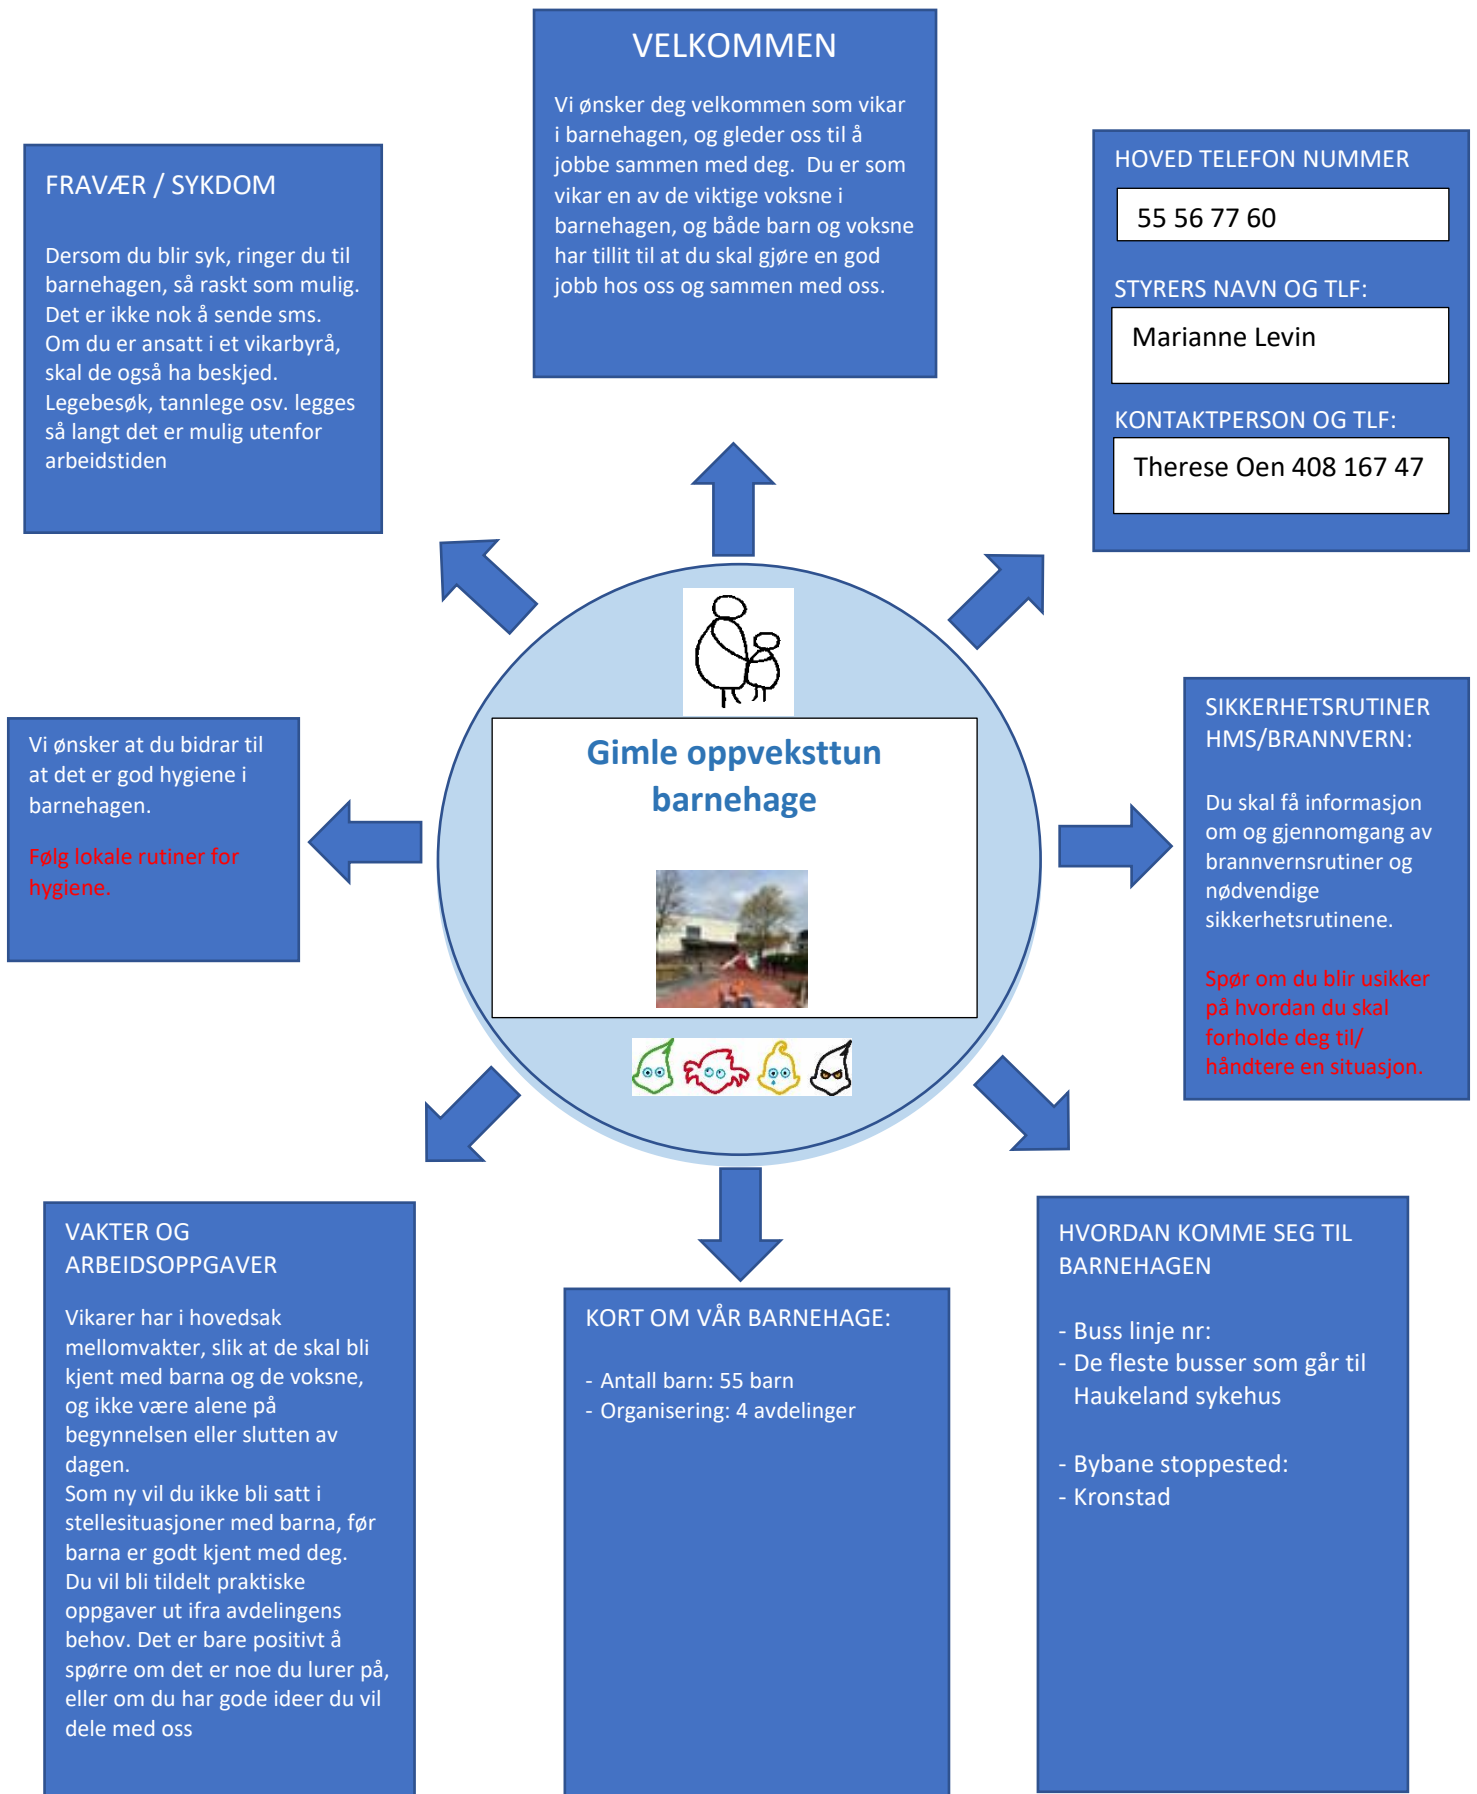 VELKOMMEN
Vi ønsker deg velkommen som vikar
i barnehagen, og gleder oss til å
jobbe sammen med deg.  Du er som
vikar en av de viktige voksne i
barnehagen, og både barn og voksne
har tillit til at du skal gjøre en god
jobb hos oss og sammen med oss.
FRAVÆR / SYKDOM
Dersom du blir syk, ringer du til
barnehagen, så raskt som mulig.
Det er ikke nok å sende sms.
Om du er ansatt i et vikarbyrå,
skal de også ha beskjed.
Legebesøk, tannlege osv. legges
så langt det er mulig utenfor
arbeidstiden
HOVED TELEFON NUMMER
55 56 77 60
STYRERS NAVN OG TLF:
Marianne Levin
KONTAKTPERSON OG TLF:
Therese Oen 408 167 47
Vi ønsker at du bidrar til
at det er god hygiene i
barnehagen.
Følg lokale rutiner for
hygiene.
Gimle oppveksttun
barnehage
SIKKERHETSRUTINER
HMS/BRANNVERN:
Du skal få informasjon
om og gjennomgang av
brannvernsrutiner og
nødvendige
sikkerhetsrutinene.
Spør om du blir usikker
på hvordan du skal
forholde deg til/
håndtere en situasjon.
VAKTER OG
ARBEIDSOPPGAVER
Vikarer har i hovedsak
mellomvakter, slik at de skal bli
kjent med barna og de voksne,
og ikke være alene på
begynnelsen eller slutten av
dagen.
Som ny vil du ikke bli satt i
stellesituasjoner med barna, før
barna er godt kjent med deg.
Du vil bli tildelt praktiske
oppgaver ut ifra avdelingens
behov. Det er bare positivt å
spørre om det er noe du lurer på,
eller om du har gode ideer du vil
dele med oss
KORT OM VÅR BARNEHAGE:
- Antall barn: 55 barn
- Organisering: 4 avdelinger
HVORDAN KOMME SEG TIL
BARNEHAGEN
- Buss linje nr:
- De fleste busser som går til
Haukeland sykehus
- Bybane stoppested:
- Kronstad